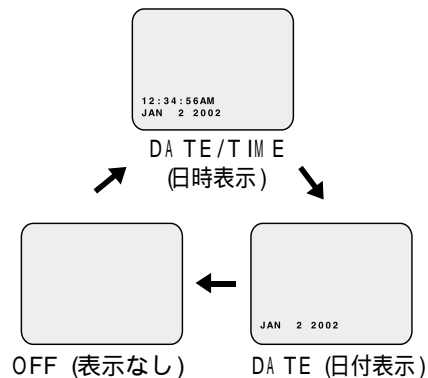 12:34:56AM
JAN 2 2002
DATE/TIME
(日時表示)
JAN 2 2002
OFF (表示なし)
DATE (日付表示)